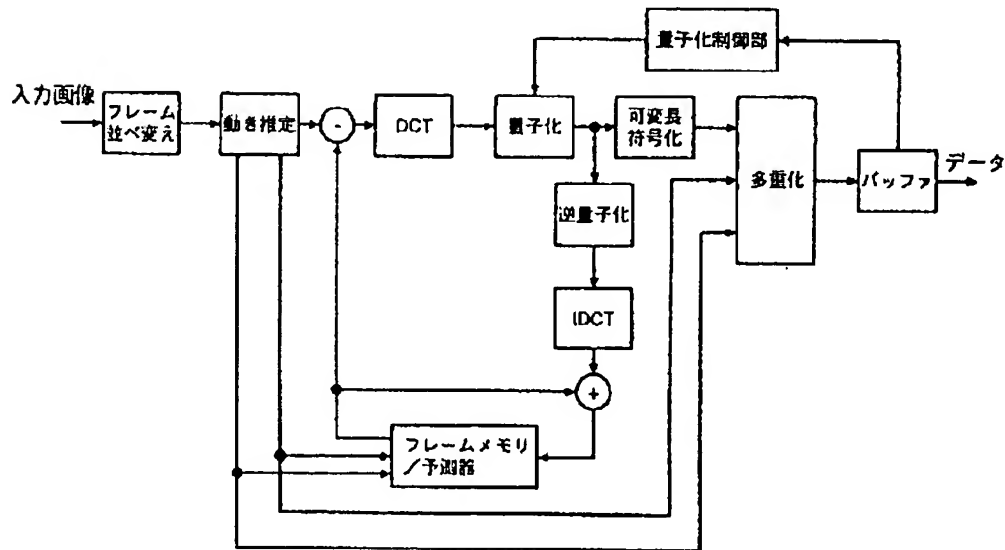 量子化制御部
入力画像
フレーム
並べ変え
動き推定
-
DCT
量子化
可変長
符号化
多重化
バッファ
データ
逆量子化
IDCT
+
フレームメモリ
/予測器